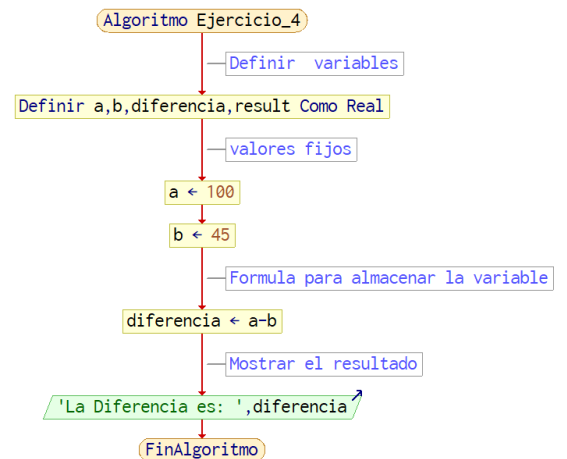 Algoritmo Ejercicio_4
Definir  variables
Definir a,b,diferencia,result Como Real
valores fijos
a ← 100
b ← 45
Formula para almacenar la variable
diferencia ← a-b
Mostrar el resultado
'La Diferencia es: ',diferencia
FinAlgoritmo